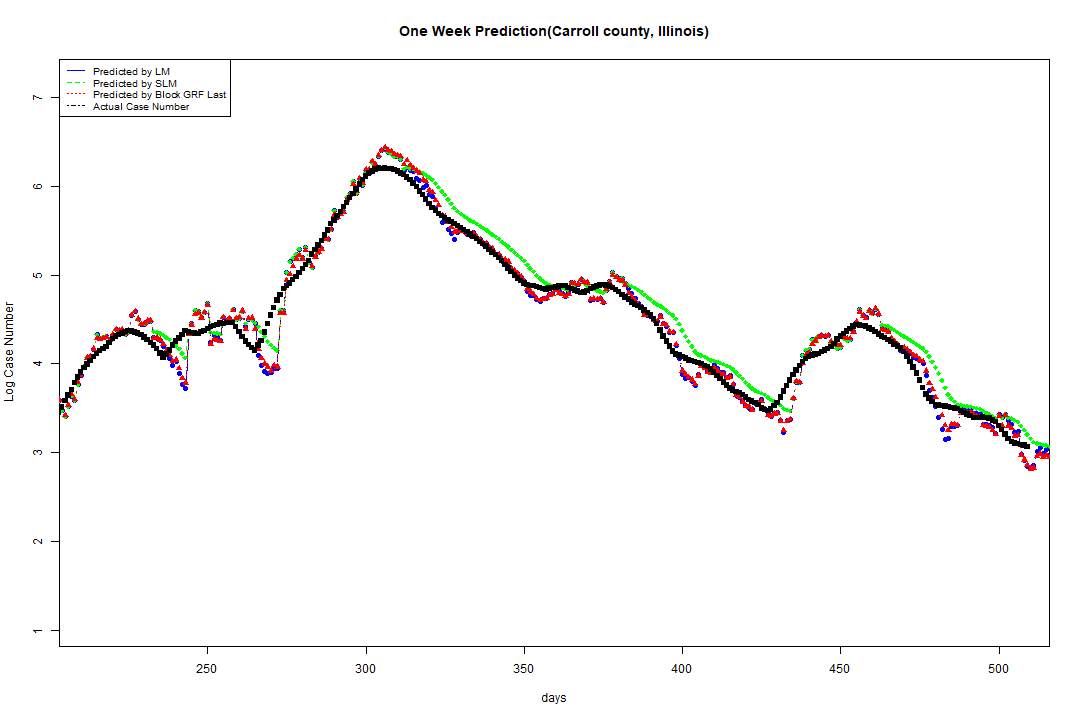 One Week Prediction(Carroll county, Illinois)
Predicted by LM
Predicted by SLM
Predicted by Block GRF Last
Actual Case Number
7
6
5
4
3
2
1
Log Case Number
250 300 350 400 450 500
days